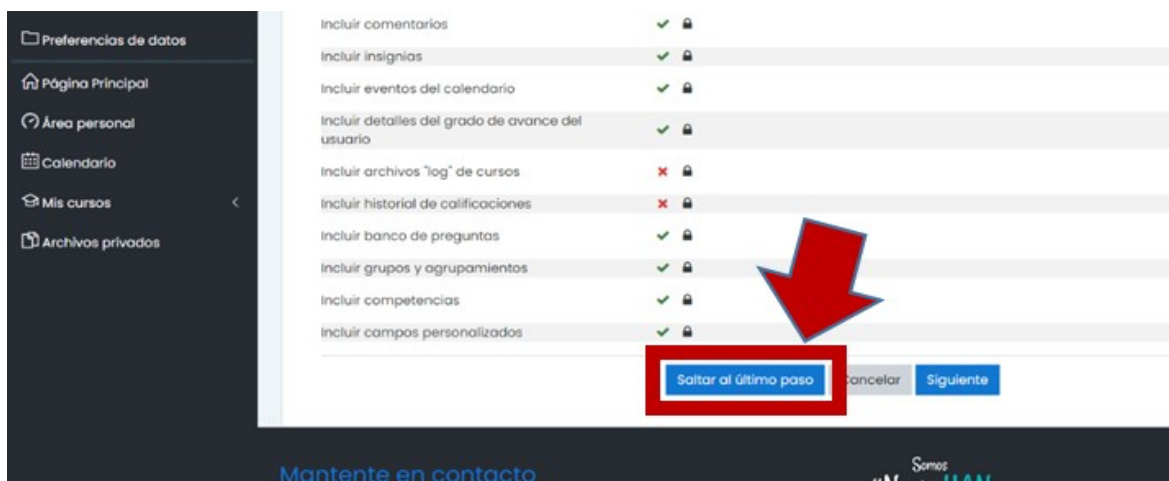 Preferencias de datos
Página Principal
Área personal
Calendario
Mis cursos
Archivos privados
Incluir comentarios
Incluir insignias
Incluir eventos del calendario
Incluir detalles del grado de avance del
usuario
Incluir archivos "log" de cursos
Incluir historial de calificaciones
Incluir banco de preguntas
Incluir grupos y agrupamientos
Incluir competencias
Incluir campos personalizados
Saltar al último paso Cancelar Siguiente
Mantente en contacto
Somos